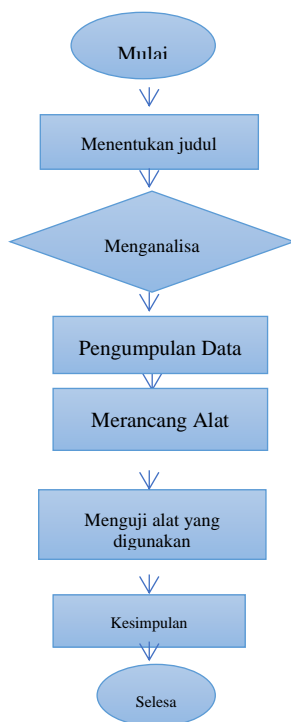 Mulai
Menentukan judul
Menganalisa
Pengumpulan Data
Merancang Alat
Menguji alat yang
digunakan
Kesimpulan
Selesa